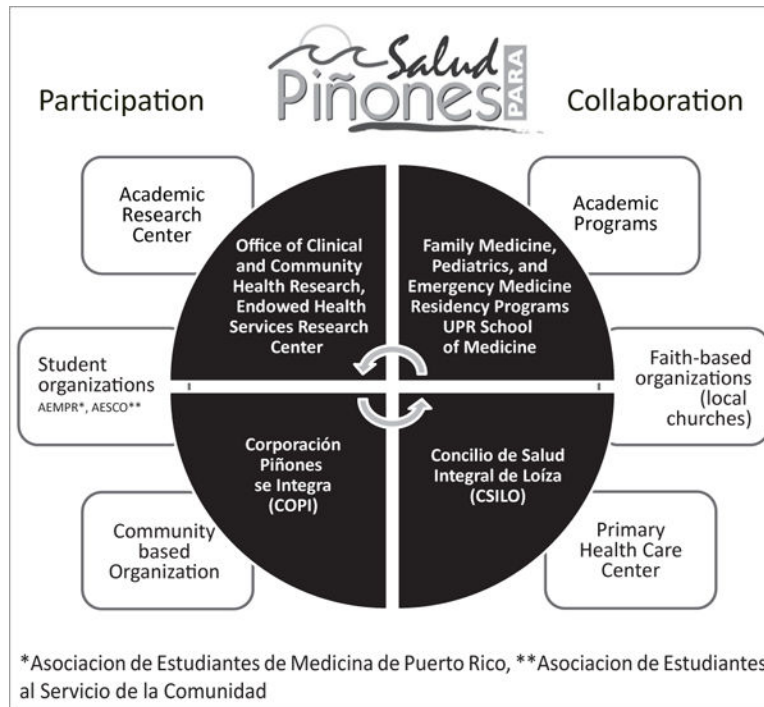 Salud
PARA
Piñones
Participation
Collaboration
Academic
Research
Center
Academic
Programs
Office of Clinical
and Community
Health Research,
Endowed Health
Services Research
Center
Family Medicine,
Pediatrics, and
Emergency Medicine
Residency Programs
UPR School
of Medicine
Student
organizations
AEMPR*, AESCO**
Faith-based
organizations
(local
churches)
Corporación
Piñones
se Integra
(COPI)
Concilio de Salud
Integral de Loíza
(CSILO)
Community
based
Organization
Primary
Health Care
Center
*Asociacion de Estudiantes de Medicina de Puerto Rico, **Asociacion de Estudiantes
al Servicio de la Comunidad